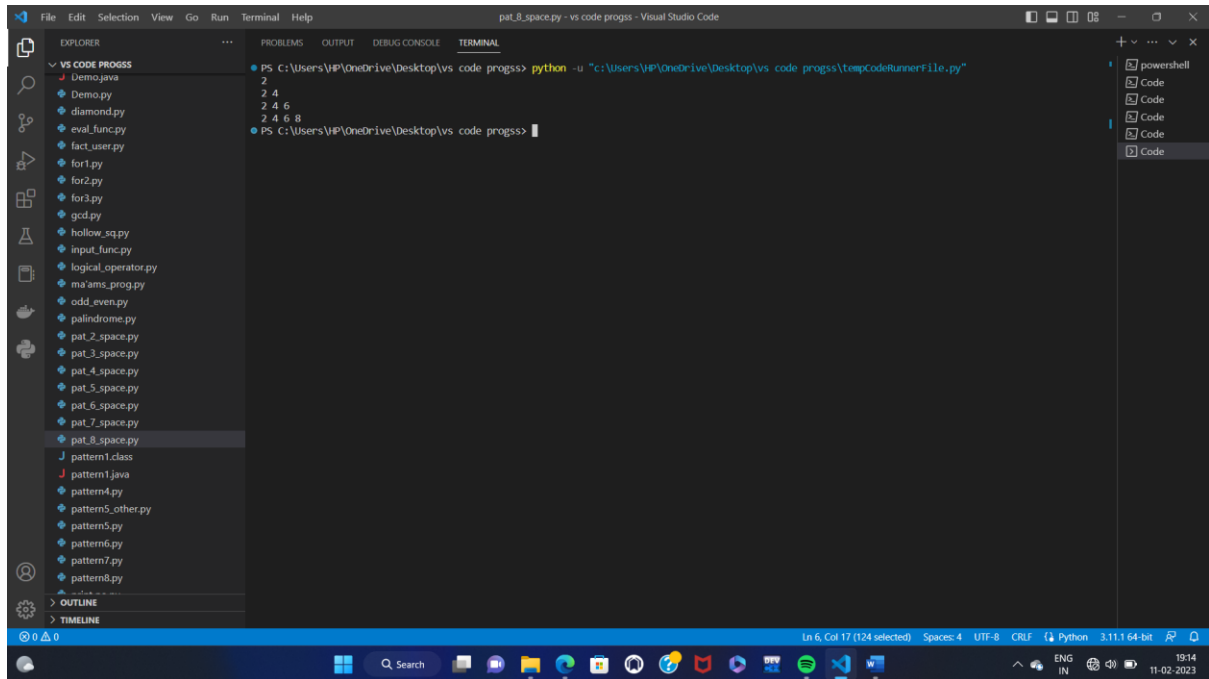 File Edit Selection View Go Run Terminal Help
pat_8_space.py - vs code progss - Visual Studio Code
EXPLORER
VS CODE PROGSS
Demo.java
Demo.py
diamond.py
eval_func.py
fact_user.py
for1.py
for2.py
for3.py
gcd.py
hollow_sq.py
input_func.py
logical_operator.py
ma'ams_prog.py
odd_even.py
palindrome.py
pat_2_space.py
pat_3_space.py
pat_4_space.py
pat_5_space.py
pat_6_space.py
pat_7_space.py
pat_8_space.py
J pattern1.class
J pattern1.java
pattern4.py
pattern5_other.py
pattern5.py
pattern6.py
pattern7.py
pattern8.py
OUTLINE
TIMELINE
PROBLEMS OUTPUT DEBUG CONSOLE TERMINAL
PS C:\Users\HP\OneDrive\Desktop\vs code progss> python -u "c:\Users\HP\OneDrive\Desktop\vs code progss\tempCodeRunnerFile.py"
2
2 4
2 4 6
2 4 6 8
PS C:\Users\HP\OneDrive\Desktop\vs code progss>
powershell
Code
Code
Code
Code
Code
0 0
Ln 6, Col 17 (124 selected) Spaces: 4 UTF-8 CRLF Python 3.11.1 64-bit
Search
DEV
ENG
IN
19:14
11-02-2023